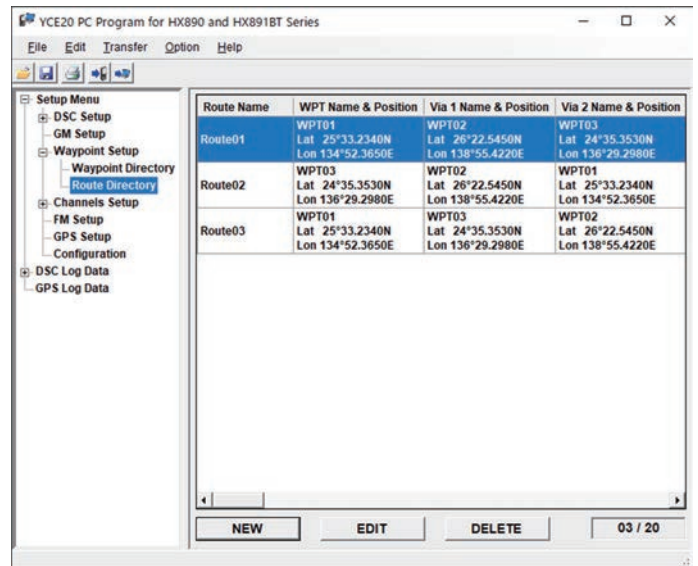 YCE20 PC Program for HX890 and HX891BT Series
File Edit Transfer Option Help
Setup Menu
DSC Setup
GM Setup
Waypoint Setup
Waypoint Directory
Route Directory
Channels Setup
FM Setup
GPS Setup
Configuration
DSC Log Data
GPS Log Data
Route Name WPT Name & Position Via 1 Name & Position Via 2 Name & Position
WPT01 WPT02 WPT03
Route01 Lat 25°33.2340N Lat 26°22.5450N Lat 24°35.3530N
Lon 134°52.3650E Lon 138°55.4220E Lon 136°29.2980E
WPT03 WPT02 WPT01
Route02 Lat 24°35.3530N Lat 26°22.5450N Lat 25°33.2340N
Lon 136°29.2980E Lon 138°55.4220E Lon 134°52.3650E
WPT01 WPT03 WPT02
Route03 Lat 25°33.2340N Lat 24°35.3530N Lat 26°22.5450N
Lon 134°52.3650E Lon 136°29.2980E Lon 138°55.4220E
NEW EDIT DELETE 03 / 20